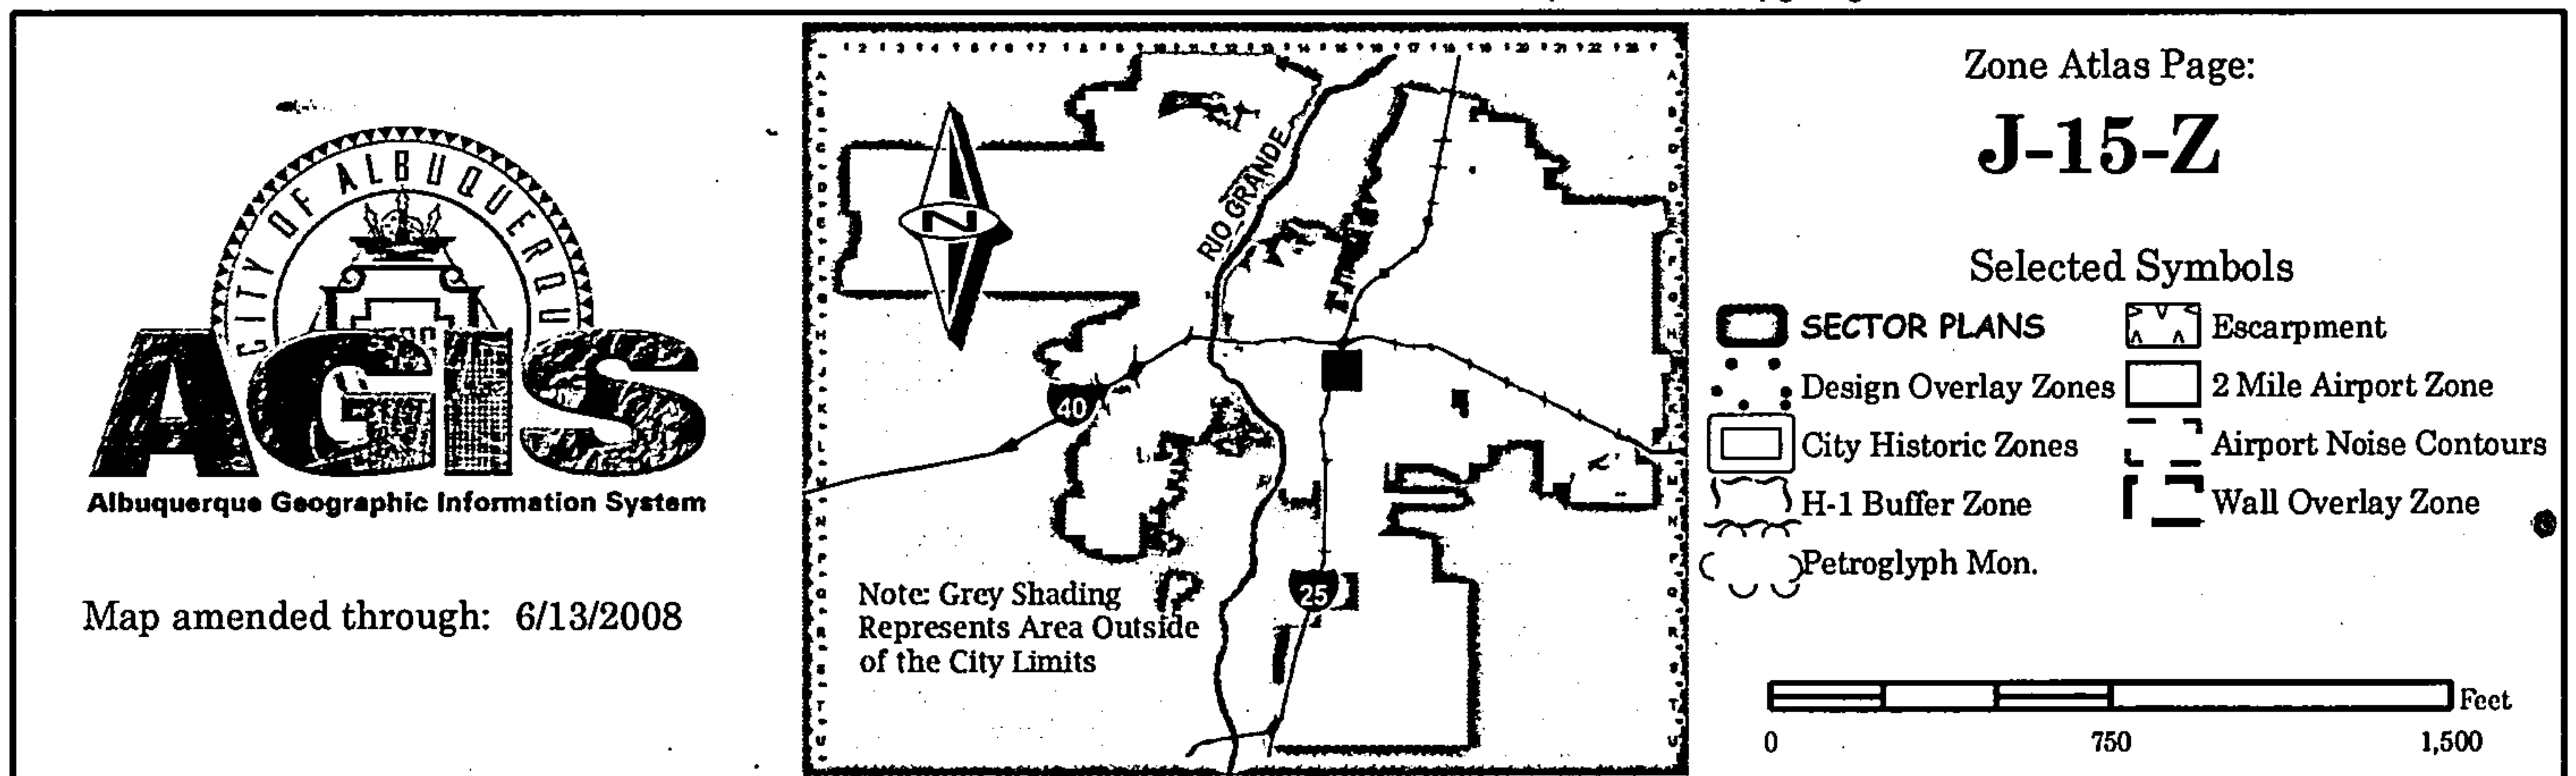 CITY OF ALBUQUERQU
AGIS
Albuquerque Geographic Information System
Map amended through: 6/13/2008
N
RIO GRANDE
40
25
Note: Grey Shading
Represents Area Outside
of the City Limits
Zone Atlas Page:
J-15-Z
Selected Symbols
SECTOR PLANS
Escarpment
Design Overlay Zones
2 Mile Airport Zone
City Historic Zones
Airport Noise Contours
H-1 Buffer Zone
Wall Overlay Zone
Petroglyph Mon.
Feet
0 750 1,500